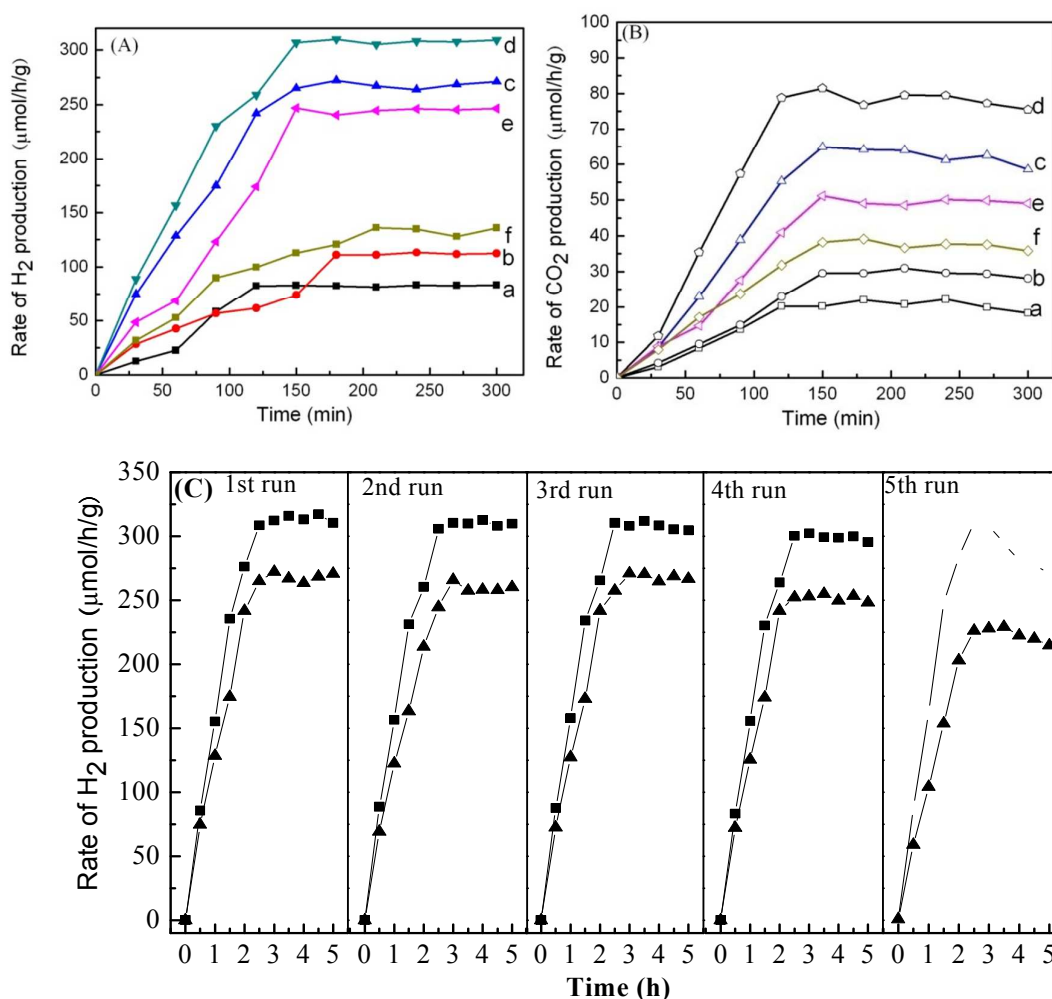 (A)
Rate of H2 production (μmol/h/g)
300
250
200
150
100
50
0
0 50 100 150 200 250 300
Time (min)
d
c
e
f
b
a
(B)
Rate of CO2 production (μmol/h/g)
100
90
80
70
60
50
40
30
20
10
0
0 50 100 150 200 250 300
Time (min)
d
c
e
f
b
a
(C)
1st run 2nd run 3rd run 4th run 5th run
Rate of H2 production (μmol/h/g)
350
300
250
200
150
100
50
0
0 1 2 3 4 5 0 1 2 3 4 5 0 1 2 3 4 5 0 1 2 3 4 5 0 1 2 3 4 5
Time (h)